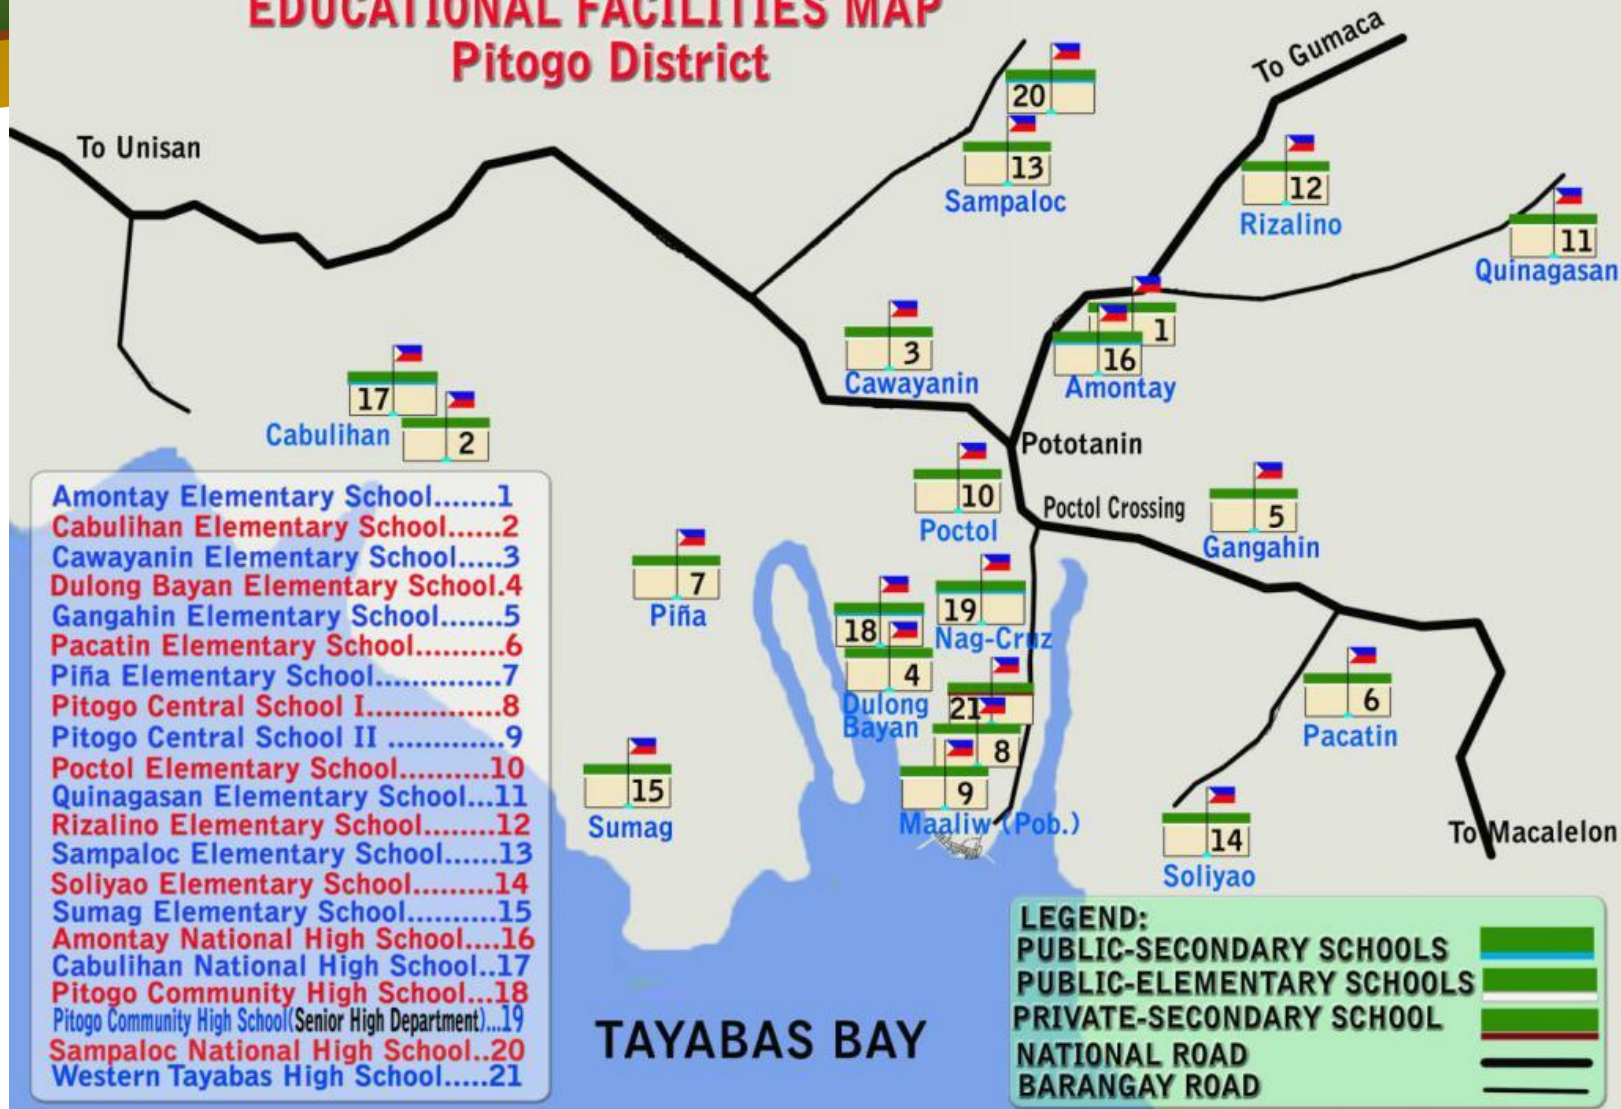 EDUCATIONAL FACILITIES MAP
Pitogo District
To Gumaca
To Unisan
20
13
Sampaloc
12
Rizalino
11
Quinagasan
1
16
Amontay
3
Cawayanin
17
2
Cabulihan
Pototanin
10
Poctol
Poctol Crossing
5
Gangahin
7
Piña
19
Nag-Cruz
18
4
Dulong
Bayan
21
8
9
Maaliw (Pob.)
6
Pacatin
15
Sumag
14
Soliyao
To Macalelon
TAYABAS BAY
Amontay Elementary School.......1
Cabulihan Elementary School......2
Cawayanin Elementary School......3
Dulong Bayan Elementary School.4
Gangahin Elementary School.......5
Pacatin Elementary School..........6
Piña Elementary School..............7
Pitogo Central School I...............8
Pitogo Central School II .............9
Poctol Elementary School..........10
Quinagasan Elementary School...11
Rizalino Elementary School........12
Sampaloc Elementary School......13
Soliyao Elementary School.........14
Sumag Elementary School..........15
Amontay National High School....16
Cabulihan National High School..17
Pitogo Community High School...18
Pitogo Community High School(Senior High Department)...19
Sampaloc National High School..20
Western Tayabas High School.....21
LEGEND:
PUBLIC-SECONDARY SCHOOLS
PUBLIC-ELEMENTARY SCHOOLS
PRIVATE-SECONDARY SCHOOL
NATIONAL ROAD
BARANGAY ROAD